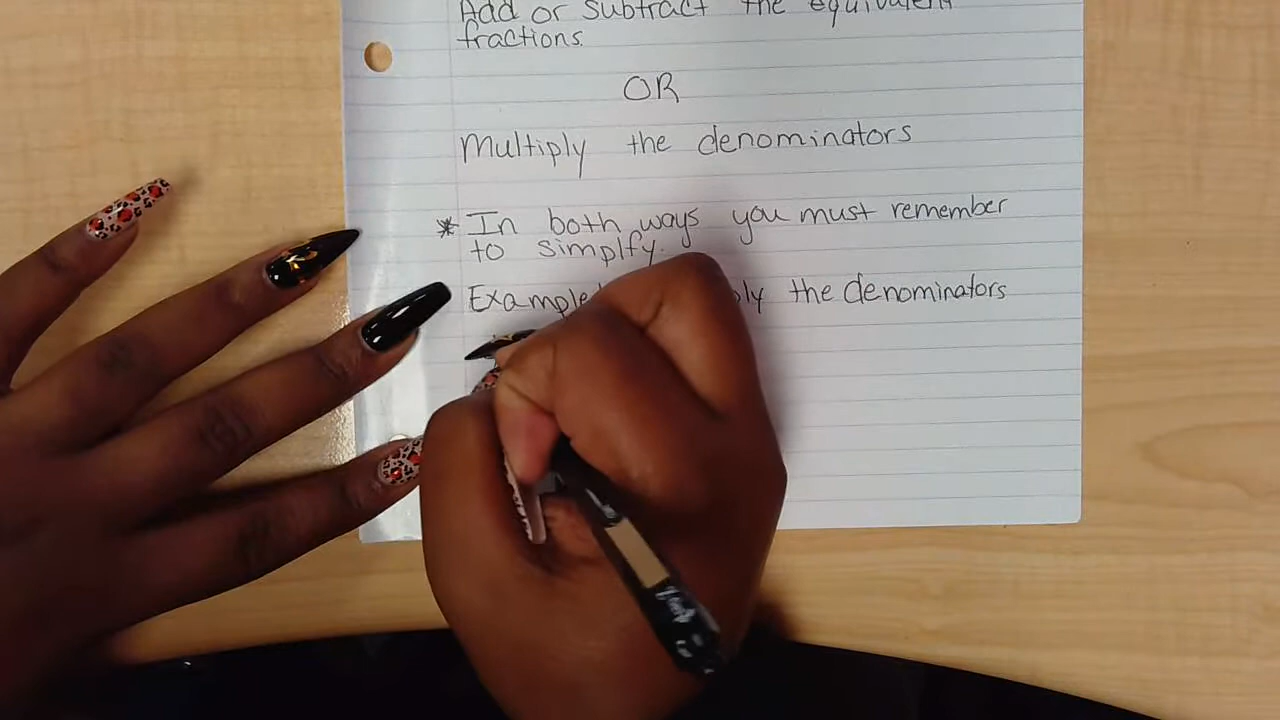 Add or subtract the equivalent
fractions.
OR
Multiply the denominators
* In both ways you must remember
to simplfy.
Example the denominators